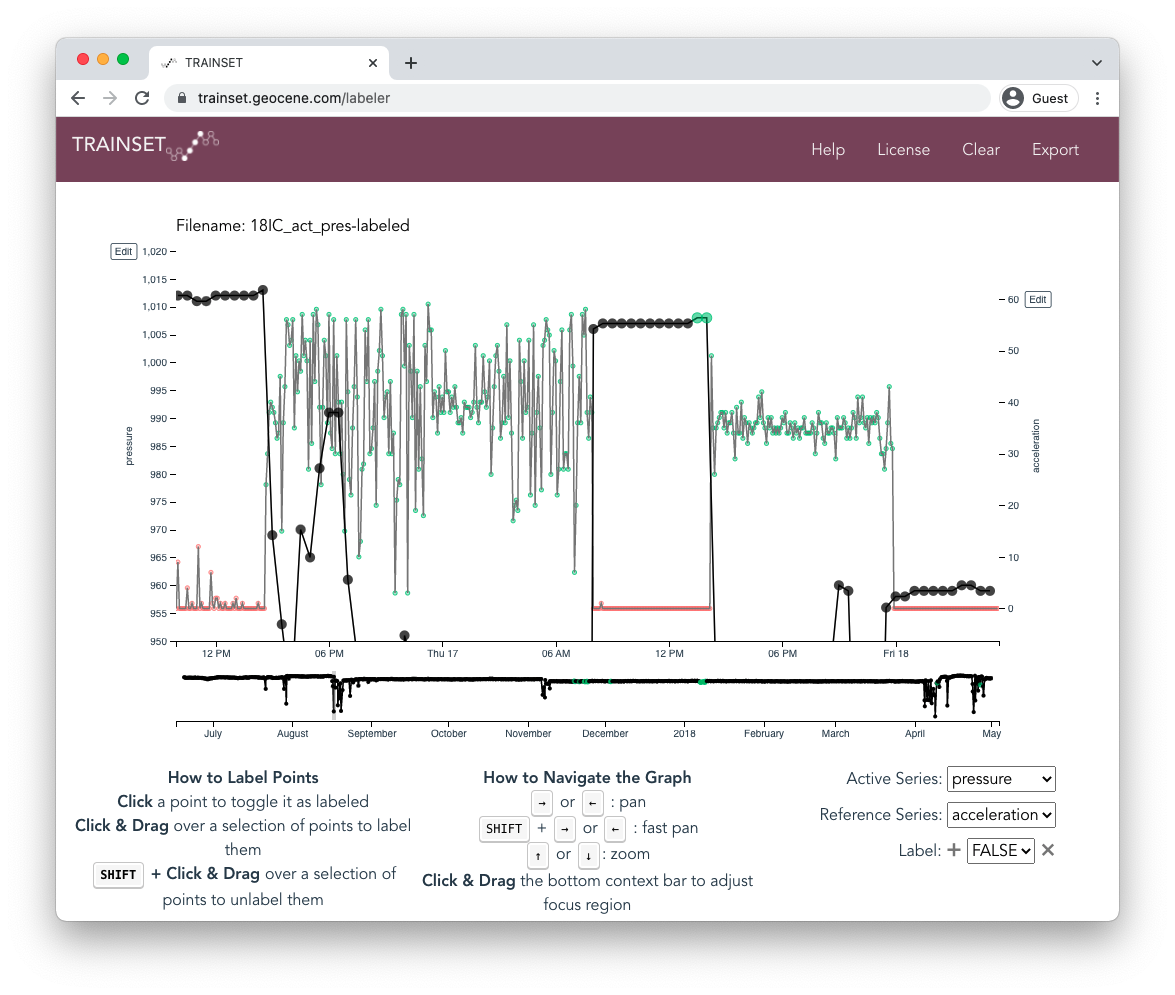 TRAINSET
trainset.geocene.com/labeler
Guest
TRAINSET
Help
License
Clear
Export
Filename: 18IC_act_pres-labeled
Edit
1,020
1,015
1,010
1,005
1,000
995
990
985
980
975
970
965
960
955
950
pressure
60
Edit
50
40
30
20
10
0
acceleration
12 PM
06 PM
Thu 17
06 AM
12 PM
06 PM
Fri 18
July
August
September
October
November
December
2018
February
March
April
May
How to Label Points
Click a point to toggle it as labeled
Click & Drag over a selection of points to label
them
SHIFT + Click & Drag over a selection of
points to unlabel them
How to Navigate the Graph
→ or ← : pan
SHIFT + → or ← : fast pan
↑ or ↓ : zoom
Click & Drag the bottom context bar to adjust
focus region
Active Series: pressure
Reference Series: acceleration
Label: + FALSE ×